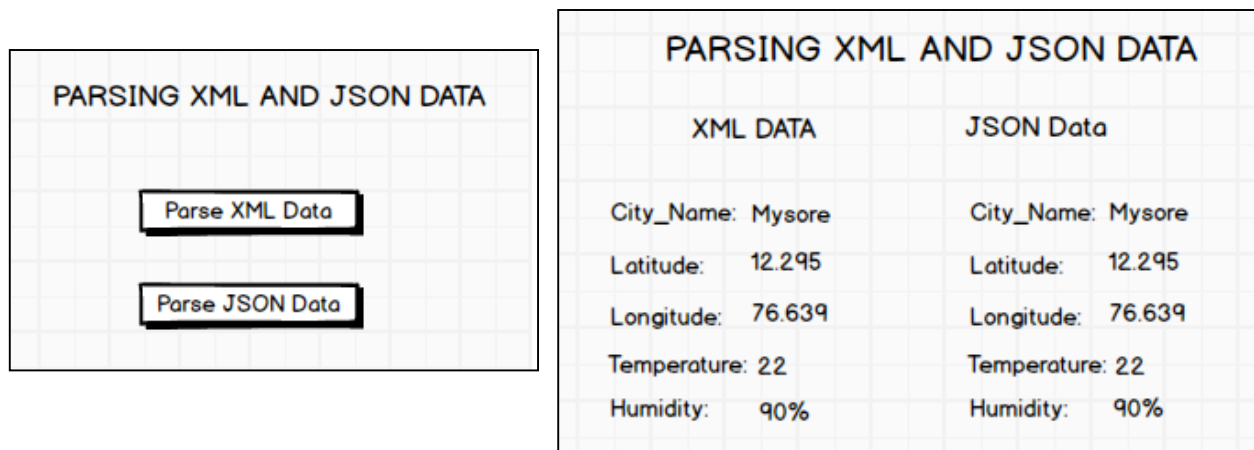 PARSING XML AND JSON DATA
Parse XML Data
Parse JSON Data
PARSING XML AND JSON DATA
XML DATA JSON Data
City_Name: Mysore City_Name: Mysore
Latitude: 12.295 Latitude: 12.295
Longitude: 76.639 Longitude: 76.639
Temperature: 22 Temperature: 22
Humidity: 90% Humidity: 90%